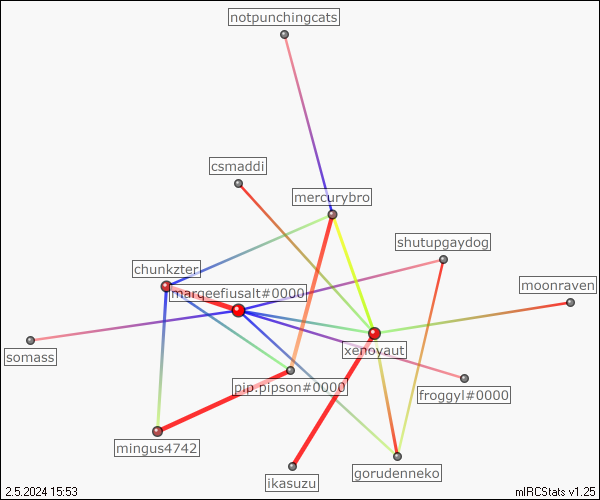 notpunchingcats
csmaddi
mercurybro
shutupgaydog
chunkzter
moonraven
marqeefiusalt#0000
xenoyaut
somass
pip.pipson#0000
froggyl#0000
mingus4742
gorudenneko
ikasuzu
2.5.2024 15:53
mIRCStats v1.25